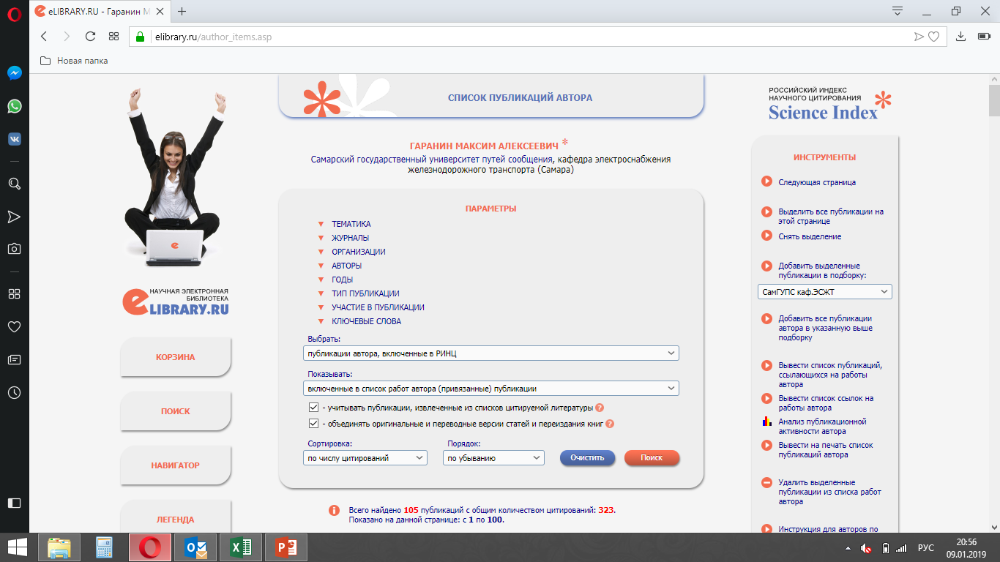 eLIBRARY.RU - Гаранин М
elibrary.ru/author_items.asp
Новая папка
НАУЧНАЯ ЭЛЕКТРОННАЯ
БИБЛИОТЕКА
eLIBRARY.RU
КОРЗИНА
ПОИСК
НАВИГАТОР
ЛЕГЕНДА
СПИСОК ПУБЛИКАЦИЙ АВТОРА
ГАРАНИН МАКСИМ АЛЕКСЕЕВИЧ *
Самарский государственный университет путей сообщения, кафедра электроснабжения
железнодорожного транспорта (Самара)
ПАРАМЕТРЫ
ТЕМАТИКА
ЖУРНАЛЫ
ОРГАНИЗАЦИИ
АВТОРЫ
ГОДЫ
ТИП ПУБЛИКАЦИИ
УЧАСТИЕ В ПУБЛИКАЦИИ
КЛЮЧЕВЫЕ СЛОВА
Выбрать:
публикации автора, включенные в РИНЦ
Показывать:
включенные в список работ автора (привязанные) публикации
- учитывать публикации, извлеченные из списков цитируемой литературы ?
- объединять оригинальные и переводные версии статей и переиздания книг ?
Сортировка: Порядок:
по числу цитирований по убыванию Очистить Поиск
Всего найдено 105 публикаций с общим количеством цитирований: 323.
Показано на данной странице: с 1 по 100.
РОССИЙСКИЙ ИНДЕКС
НАУЧНОГО ЦИТИРОВАНИЯ
Science Index
ИНСТРУМЕНТЫ
Следующая страница
Выделить все публикации на
этой странице
Снять выделение
Добавить выделенные
публикации в подборку:
СамГУПС каф.ЭСЖТ
Добавить все публикации
автора в указанную выше
подборку
Вывести список публикаций,
ссылающихся на работы
автора
Вывести список ссылок на
работы автора
Анализ публикационной
активности автора
Вывести на печать список
публикаций автора
Удалить выделенные
публикации из списка работ
автора
Инструкция для авторов по
РУС
20:56
09.01.2019